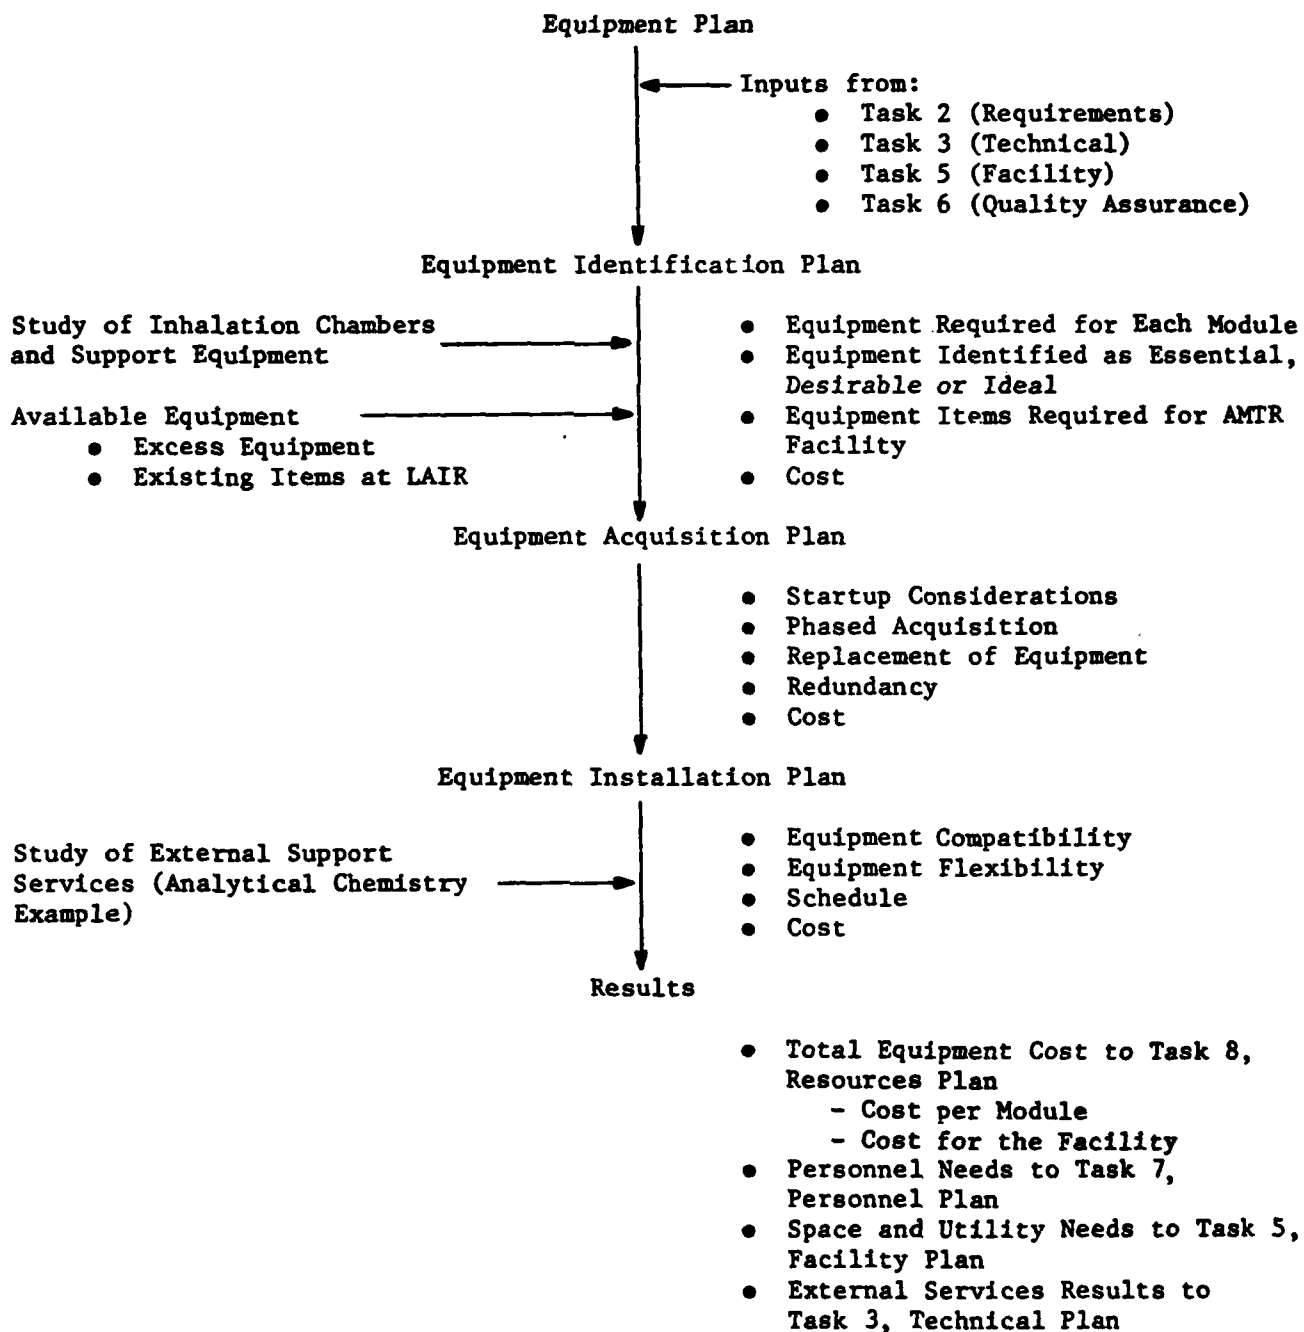 Equipment Plan
Inputs from:
• Task 2 (Requirements)
• Task 3 (Technical)
• Task 5 (Facility)
• Task 6 (Quality Assurance)
Equipment Identification Plan
Study of Inhalation Chambers
and Support Equipment
Available Equipment
• Excess Equipment
• Existing Items at LAIR
• Equipment Required for Each Module
• Equipment Identified as Essential,
Desirable or Ideal
• Equipment Items Required for AMTR
Facility
• Cost
Equipment Acquisition Plan
• Startup Considerations
• Phased Acquisition
• Replacement of Equipment
• Redundancy
• Cost
Equipment Installation Plan
Study of External Support
Services (Analytical Chemistry
Example)
• Equipment Compatibility
• Equipment Flexibility
• Schedule
• Cost
Results
• Total Equipment Cost to Task 8,
Resources Plan
- Cost per Module
- Cost for the Facility
• Personnel Needs to Task 7,
Personnel Plan
• Space and Utility Needs to Task 5,
Facility Plan
• External Services Results to
Task 3, Technical Plan